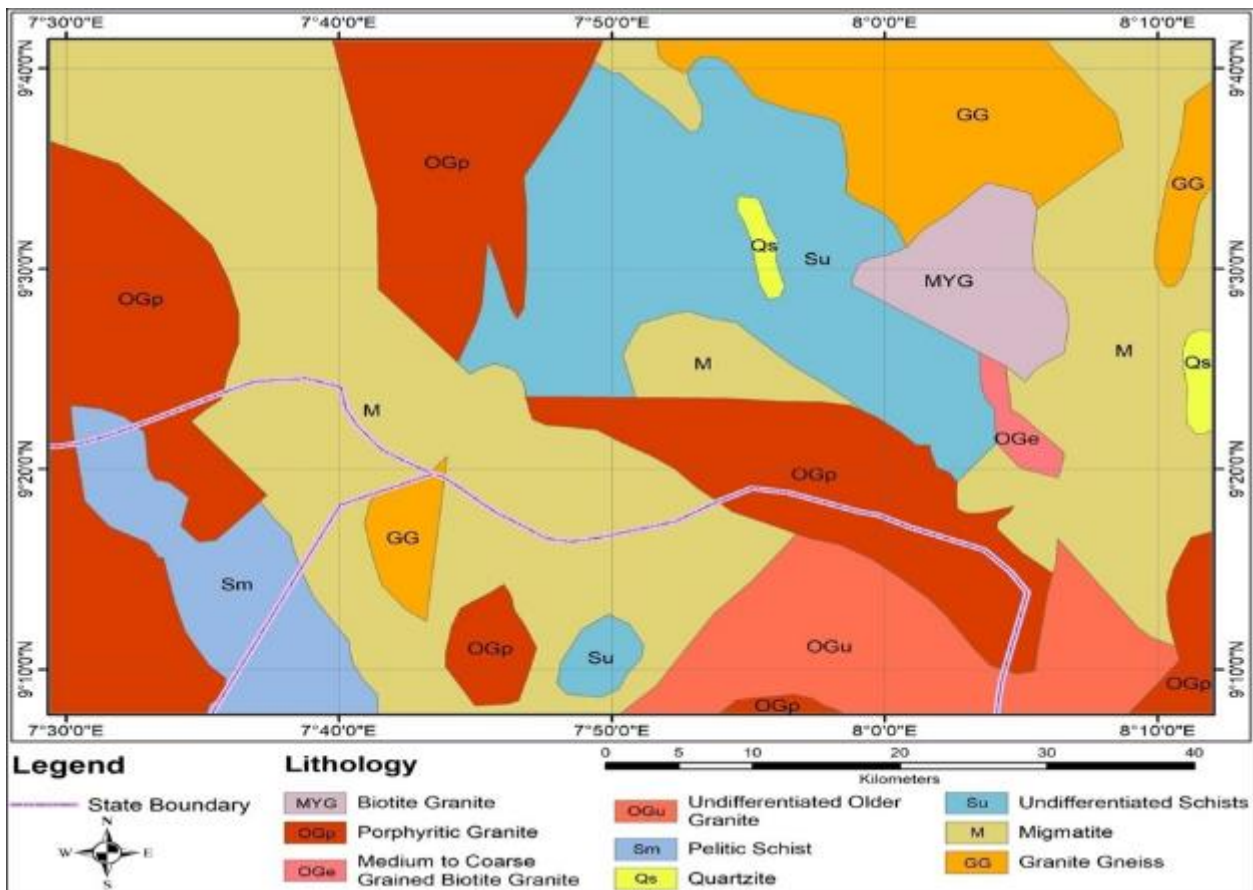 7°30'0"E 7°40'0"E 7°50'0"E 8°0'0"E 8°10'0"E
9°40'0"N 9°40'0"N
GG
OGp
GG
Qs
Su
9°30'0"N 9°30'0"N
MYG
OGp
M
M
Qs
M
OGe
9°20'0"N 9°20'0"N
OGp
GG
Sm
OGp
Su
OGu
9°10'0"N 9°10'0"N
OGp
OGp
7°30'0"E 7°40'0"E 7°50'0"E 8°0'0"E 8°10'0"E
Legend
State Boundary
N
W E
S
Lithology
MYG Biotite Granite
OGp Porphyritic Granite
OGe Medium to Coarse
Grained Biotite Granite
0 5 10 20 30 40
Kilometers
OGu Undifferentiated Older
Granite
Sm Pelitic Schist
Qs Quartzite
Su Undifferentiated Schists
M Migmatite
GG Granite Gneiss